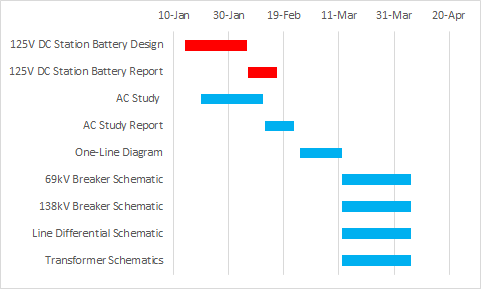 10-Jan 30-Jan 19-Feb 11-Mar 31-Mar 20-Apr
125V DC Station Battery Design
125V DC Station Battery Report
AC Study
AC Study Report
One-Line Diagram
69kV Breaker Schematic
138kV Breaker Schematic
Line Differential Schematic
Transformer Schematics